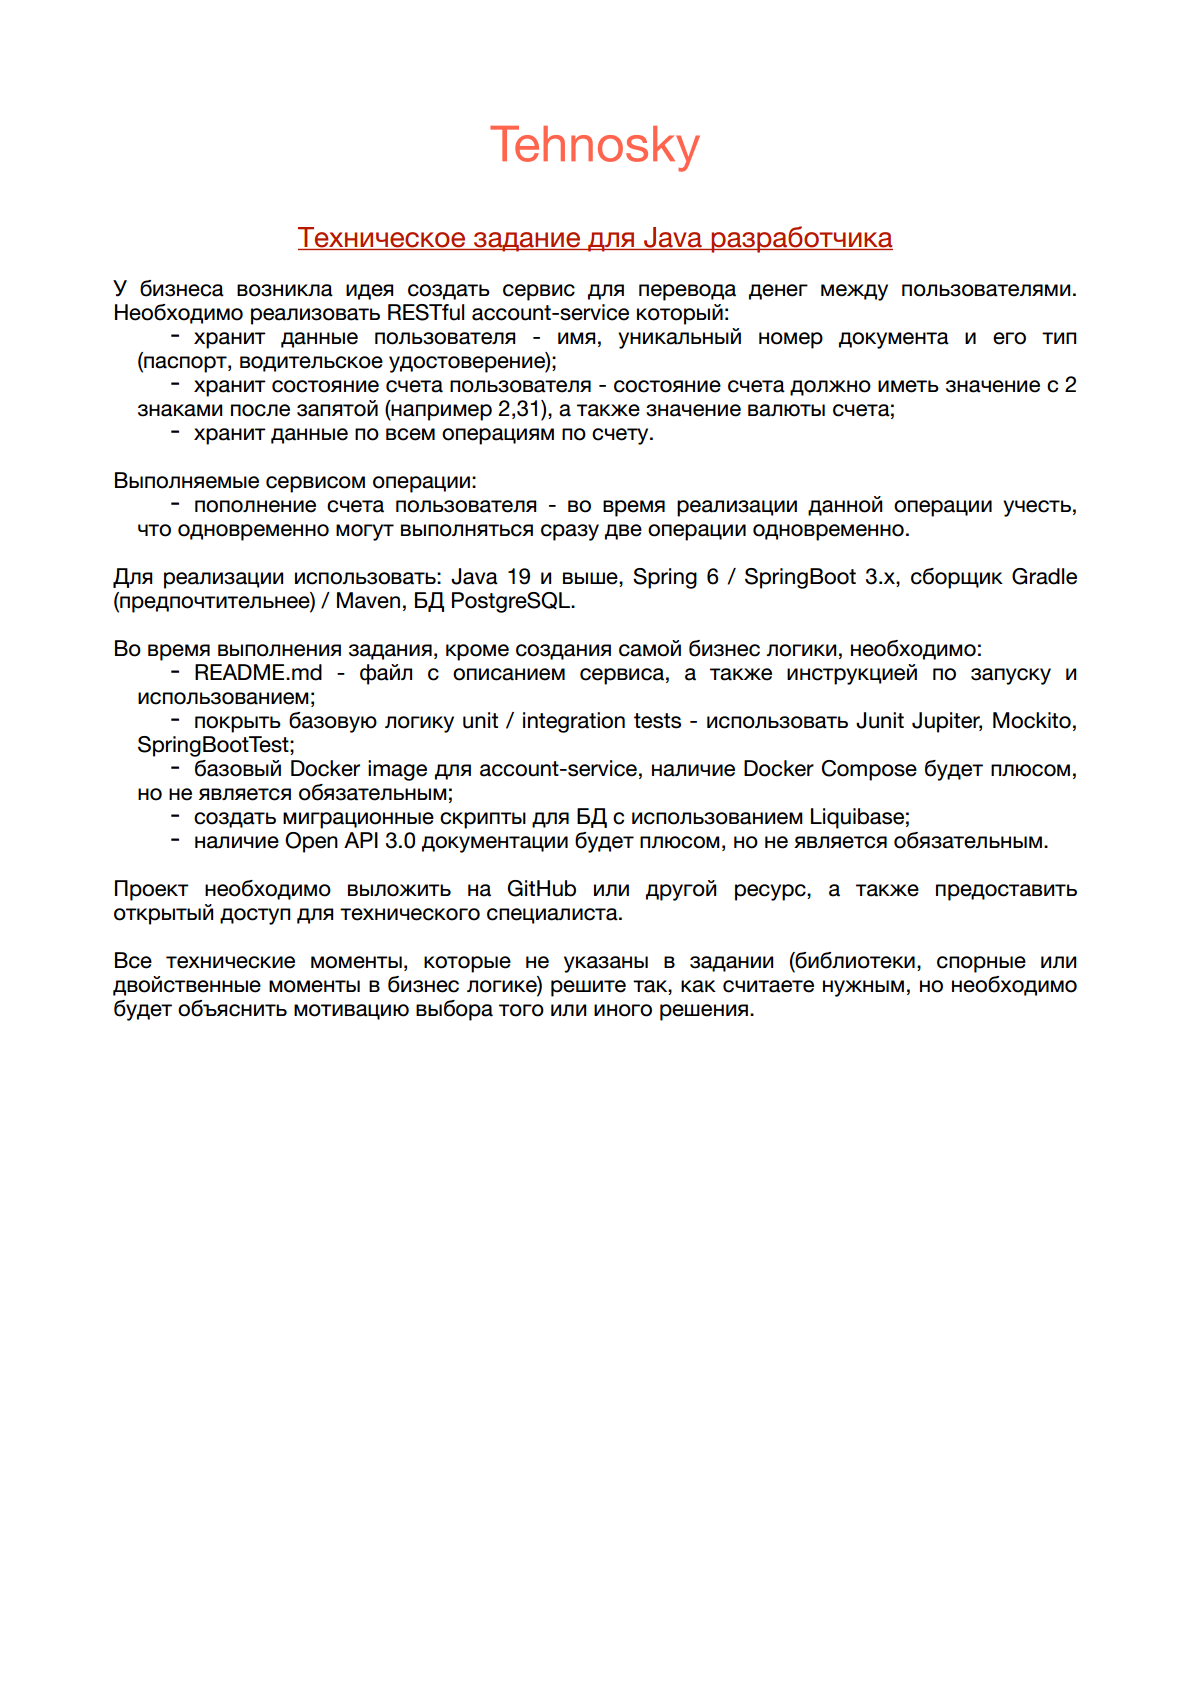 Tehnosky
Техническое задание для Java разработчика
У бизнеса возникла идея создать сервис для перевода денег между пользователями.
Необходимо реализовать RESTful account-service который:
- хранит данные пользователя - имя, уникальный номер документа и его тип
(паспорт, водительское удостоверение);
- хранит состояние счета пользователя - состояние счета должно иметь значение с 2
знаками после запятой (например 2,31), а также значение валюты счета;
- хранит данные по всем операциям по счету.
Выполняемые сервисом операции:
- пополнение счета пользователя - во время реализации данной операции учесть,
что одновременно могут выполняться сразу две операции одновременно.
Для реализации использовать: Java 19 и выше, Spring 6 / SpringBoot 3.x, сборщик Gradle
(предпочтительнее) / Maven, БД PostgreSQL.
Во время выполнения задания, кроме создания самой бизнес логики, необходимо:
- README.md - файл с описанием сервиса, а также инструкцией по запуску и
использованием;
- покрыть базовую логику unit / integration tests - использовать Junit Jupiter, Mockito,
SpringBootTest;
- базовый Docker image для account-service, наличие Docker Compose будет плюсом,
но не является обязательным;
- создать миграционные скрипты для БД с использованием Liquibase;
- наличие Open API 3.0 документации будет плюсом, но не является обязательным.
Проект необходимо выложить на GitHub или другой ресурс, а также предоставить
открытый доступ для технического специалиста.
Все технические моменты, которые не указаны в задании (библиотеки, спорные или
двойственные моменты в бизнес логике) решите так, как считаете нужным, но необходимо
будет объяснить мотивацию выбора того или иного решения.